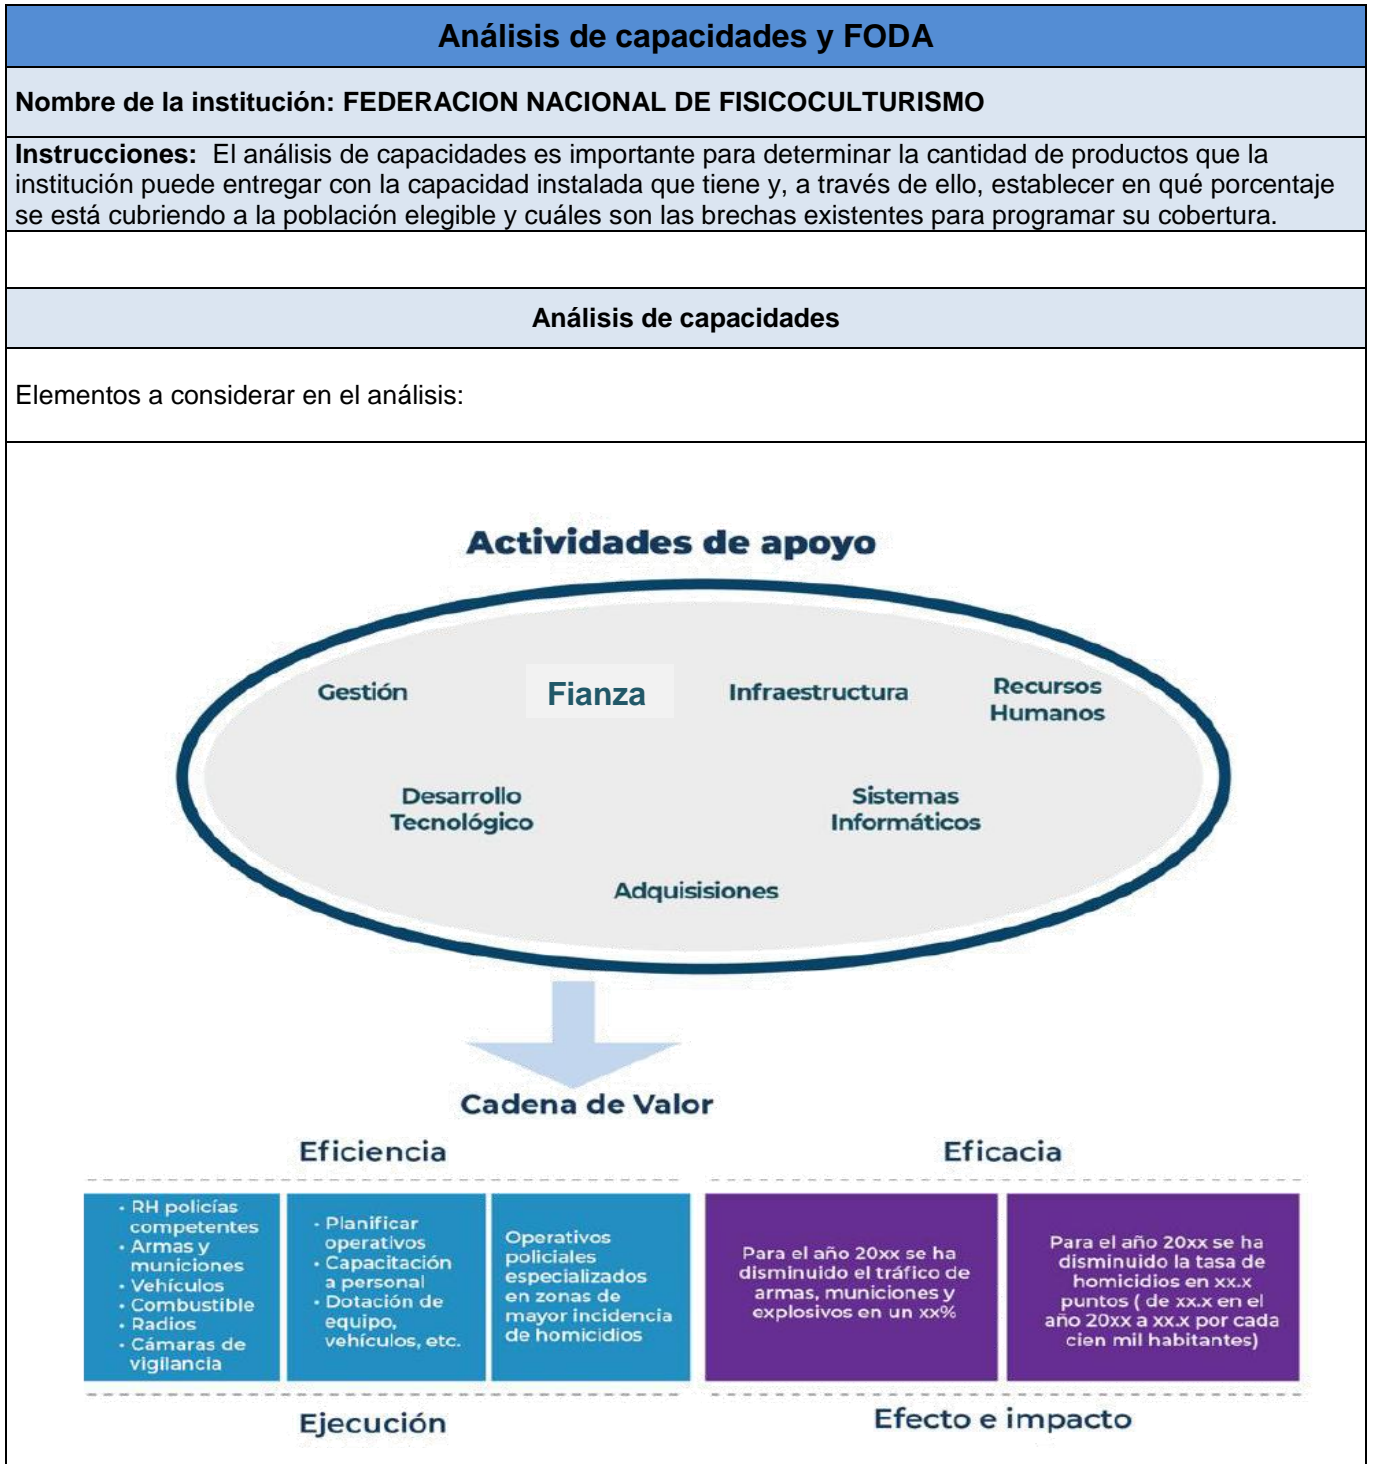 Análisis de capacidades y FODA
Nombre de la institución: FEDERACION NACIONAL DE FISICOCULTURISMO
Instrucciones: El análisis de capacidades es importante para determinar la cantidad de productos que la
institución puede entregar con la capacidad instalada que tiene y, a través de ello, establecer en qué porcentaje
se está cubriendo a la población elegible y cuáles son las brechas existentes para programar su cobertura.
Análisis de capacidades
Elementos a considerar en el análisis:
Actividades de apoyo
Gestión
Fianza
Infraestructura
Recursos
Humanos
Desarrollo
Tecnológico
Sistemas
Informáticos
Adquisisiones
Cadena de Valor
Eficiencia
Eficacia
• RH policías
competentes
• Armas y
municiones
• Vehículos
• Combustible
• Radios
• Cámaras de
vigilancia
• Planificar
operativos
• Capacitación
a personal
• Dotación de
equipo,
vehículos, etc.
Operativos
policiales
especializados
en zonas de
mayor incidencia
de homicidios
Para el año 20xx se ha
disminuido el tráfico de
armas, municiones y
explosivos en un xx%
Para el año 20xx se ha
disminuido la tasa de
homicidios en xx.x
puntos ( de xx.x en el
año 20xx a xx.x por cada
cien mil habitantes)
Ejecución
Efecto e impacto